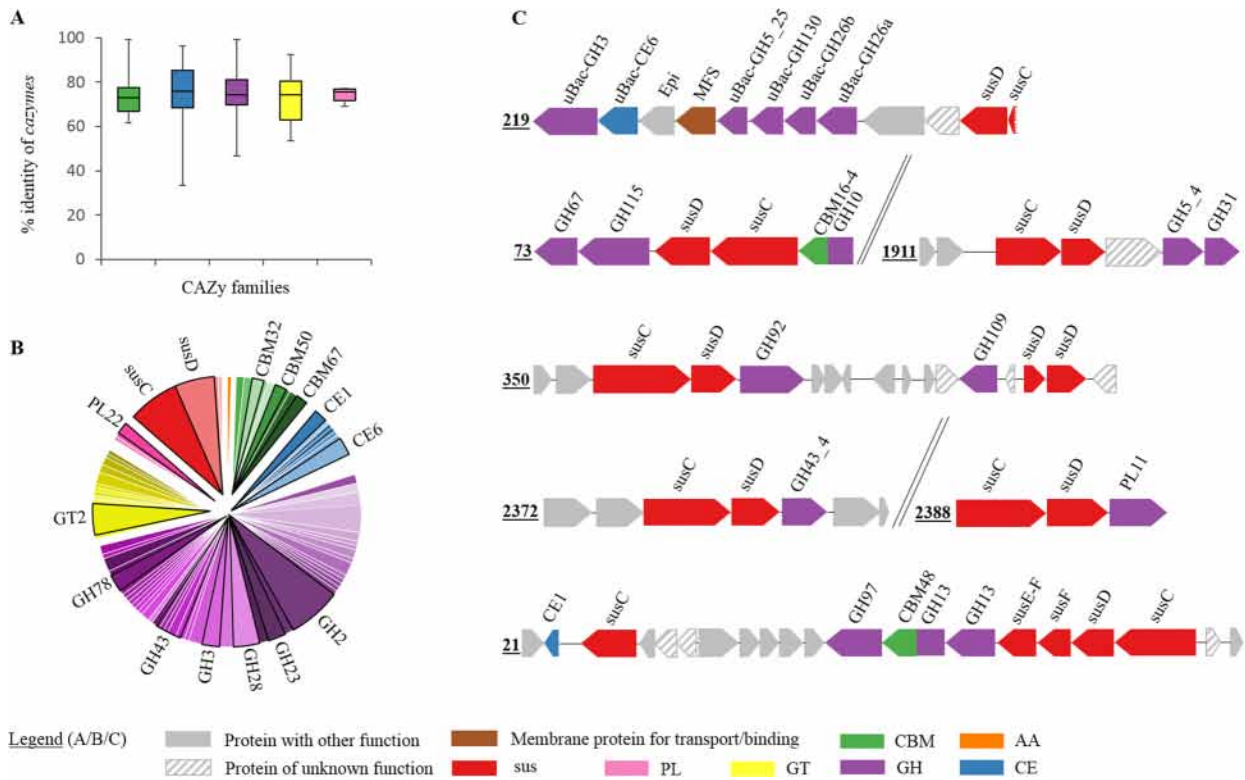 A
% identity of cazymes
100
80
60
40
20
0
CAZy families
B
susC
susD
CBM32
CBM50
CBM67
CE1
CE6
PL22
GT2
GH78
GH43
GH3
GH28
GH23
GH2
C
219
uBac-GH3
uBac-CE6
Epi
MFS
uBac-GH5_25
uBac-GH130
uBac-GH26b
uBac-GH26a
susD
susC
73
GH67
GH115
susD
susC
CBM16-4
GH10
1911
susC
susD
GH5_4
GH31
350
susC
susD
GH92
GH109
susD
susD
2372
susC
susD
GH43_4
2388
susC
susD
PL11
21
CE1
susC
GH97
CBM48
GH13
GH13
susE-F
susF
susD
susC
Legend (A/B/C)
Protein with other function
Membrane protein for transport/binding
CBM
AA
Protein of unknown function
sus
PL
GT
GH
CE